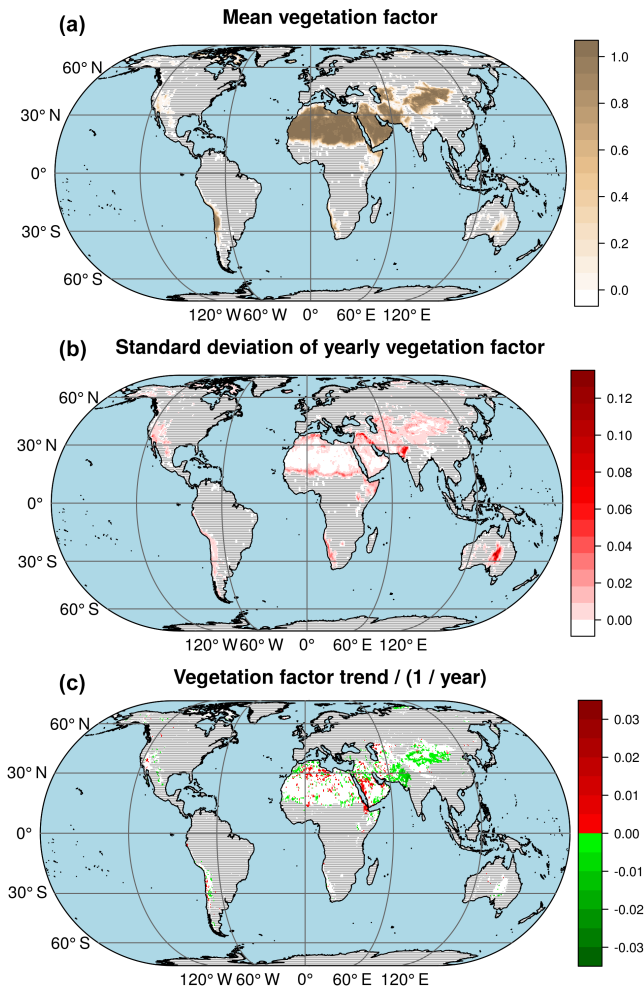 (a)
Mean vegetation factor
60° N
30° N
0°
30° S
60° S
120° W 60° W 0° 60° E 120° E
1.0
0.8
0.6
0.4
0.2
0.0
(b)
Standard deviation of yearly vegetation factor
60° N
30° N
0°
30° S
60° S
120° W 60° W 0° 60° E 120° E
0.12
0.10
0.08
0.06
0.04
0.02
0.00
(c)
Vegetation factor trend / (1 / year)
60° N
30° N
0°
30° S
60° S
120° W 60° W 0° 60° E 120° E
0.03
0.02
0.01
0.00
-0.01
-0.02
-0.03